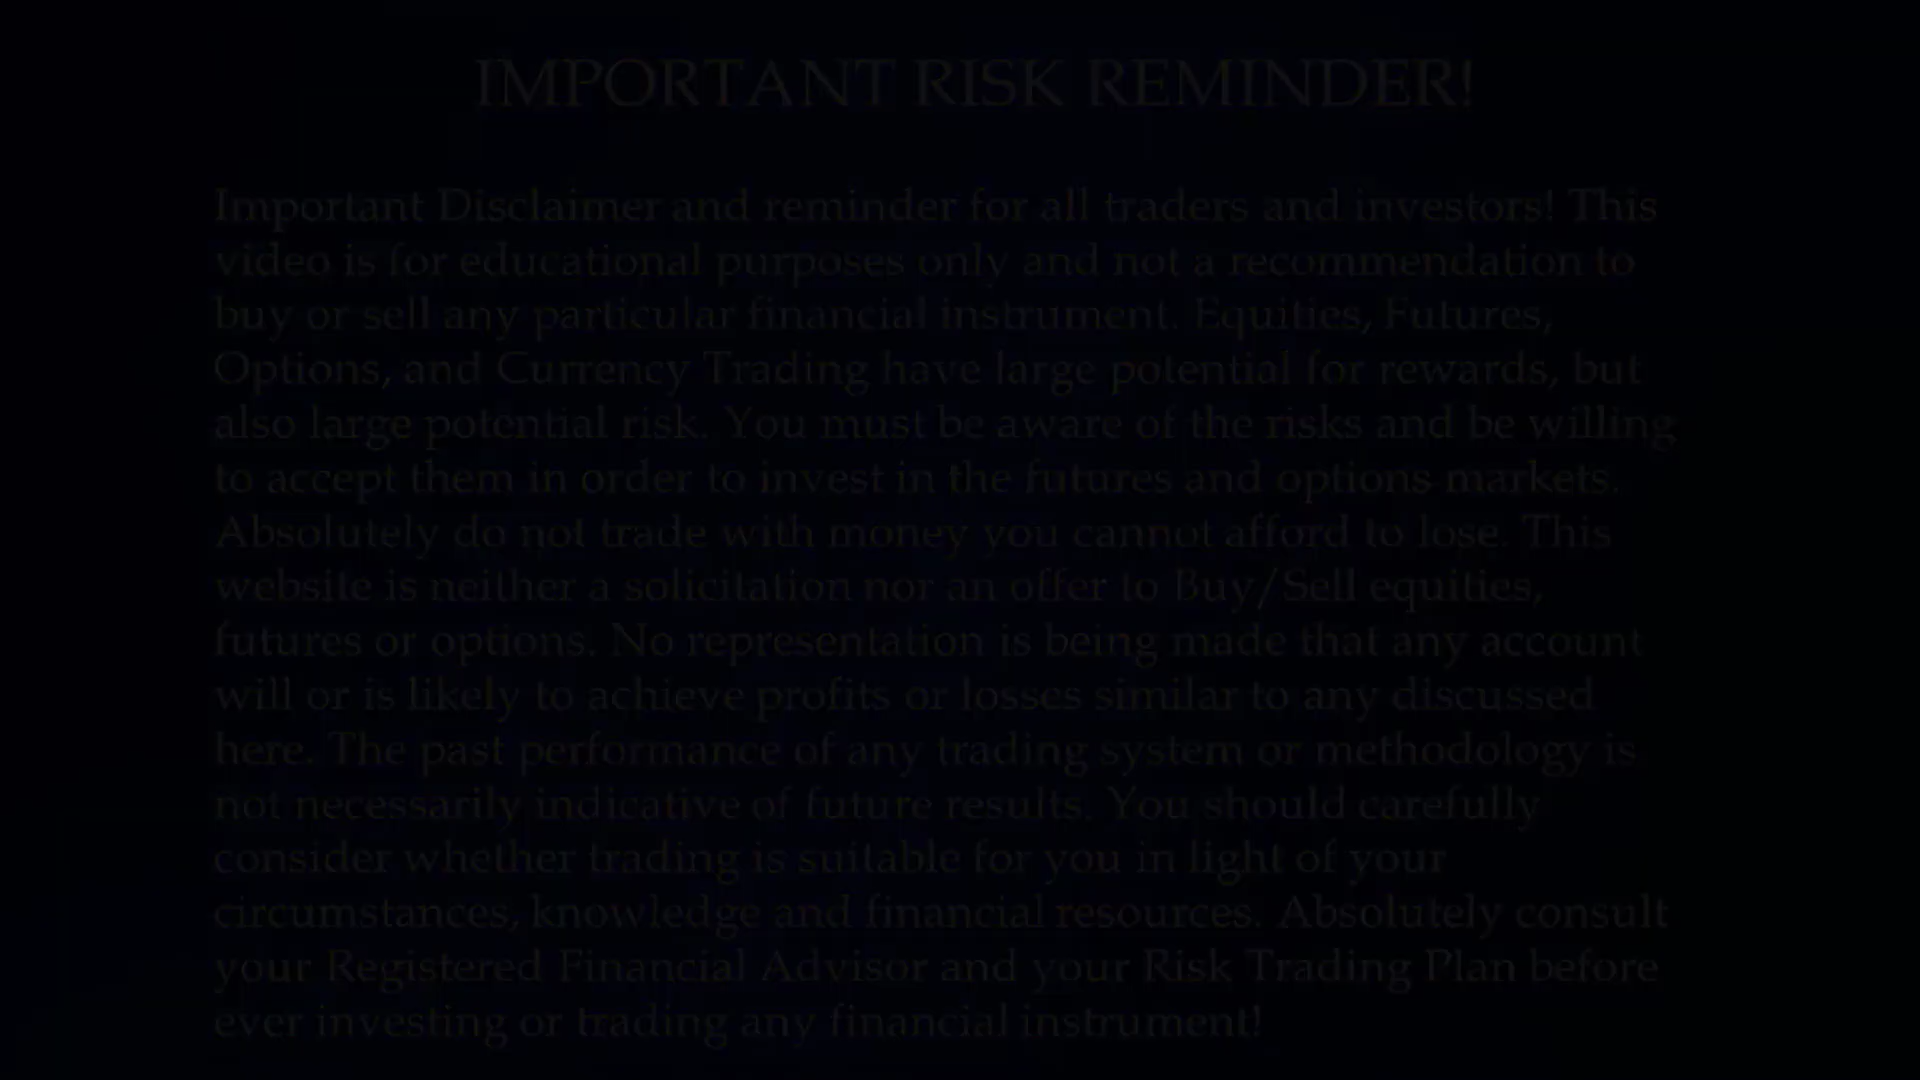 IMPORTANT RISK REMINDER!
Important Disclaimer and reminder for all traders and investors! This
video is for educational purposes only and not a recommendation to
buy or sell any particular financial instrument. Equities, Futures,
Options, and Currency Trading have large potential for rewards, but
also large potential risk. You must be aware of the risks and be willing
to accept them in order to invest in the futures and options markets.
Absolutely do not trade with money you cannot afford to lose. This
website is neither a solicitation nor an offer to Buy/Sell equities,
futures or options. No representation is being made that any account
will or is likely to achieve profits or losses similar to any discussed
here. The past performance of any trading system or methodology is
not necessarily indicative of future results. You should carefully
consider whether trading is suitable for you in light of your
circumstances, knowledge and financial resources. Absolutely consult
your Registered Financial Advisor and your Risk Trading Plan before
ever investing or trading any financial instrument!